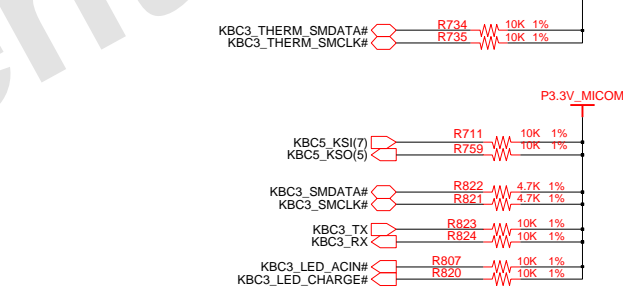 KBC3_THERM_SMDATA# R734 10K 1%
KBC3_THERM_SMCLK# R735 10K 1%
P3.3V_MICOM
KBC5_KSI(7) R711 10K 1%
KBC5_KSO(5) R759 10K 1%
KBC3_SMDATA# R822 4.7K 1%
KBC3_SMCLK# R821 4.7K 1%
KBC3_TX R823 10K 1%
KBC3_RX R824 10K 1%
KBC3_LED_ACIN# R807 10K 1%
KBC3_LED_CHARGE# R820 10K 1%